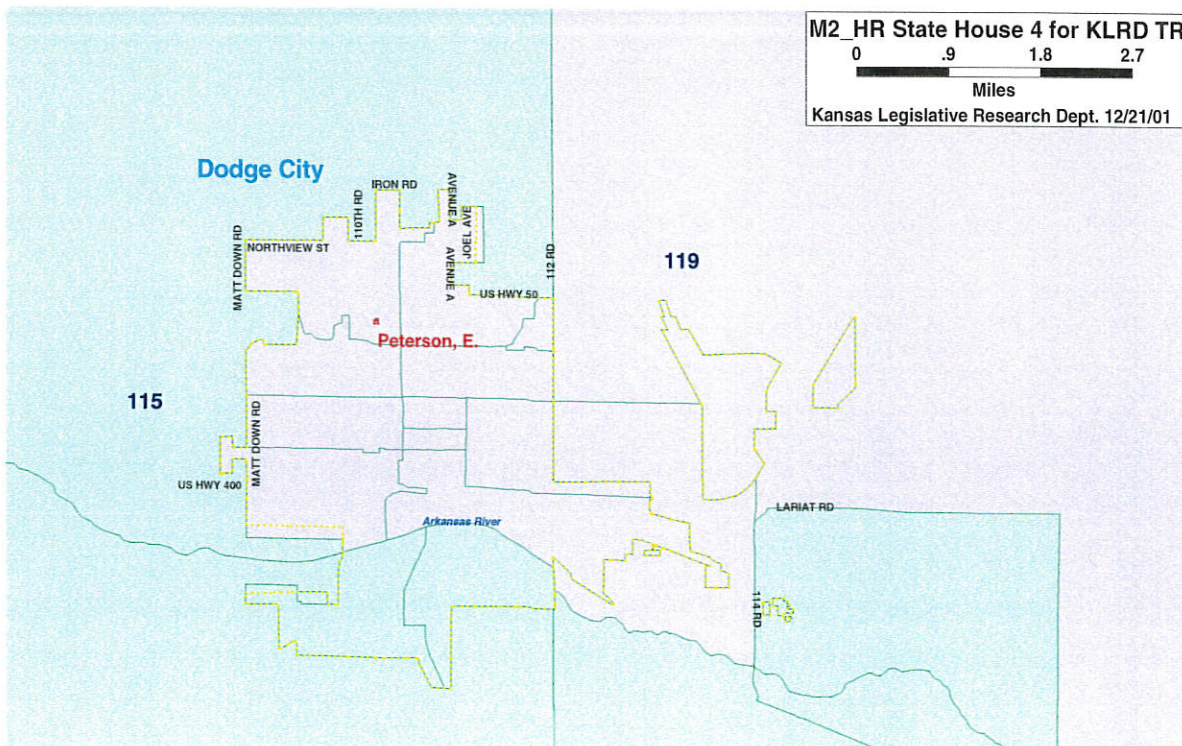 M2_HR State House 4 for KLRD TR
0 .9 1.8 2.7
Miles
Kansas Legislative Research Dept. 12/21/01
Dodge City
IRON RD
AVENUE A
110TH RD
JOEL AVE
MATT DOWN RD
NORTHVIEW ST
112 RD
119
AVENUE A
US HWY 50
Peterson, E.
115
MATT DOWN RD
US HWY 400
Arkansas River
LARIAT RD
114 RD